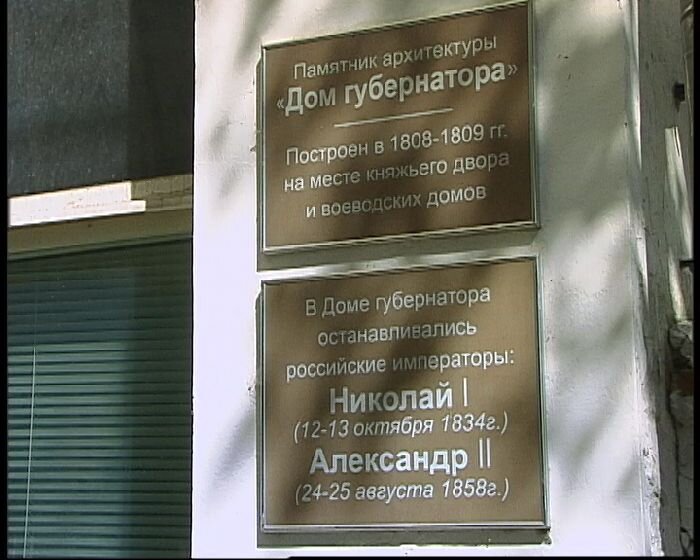 Памятник архитектуры
«Дом губернатора»
Построен в 1808-1809 гг.
на месте княжьего двора
и воеводских домов
В Доме губернатора
останавливались
российские императоры:
Николай I
(12-13 октября 1834г.)
Александр II
(24-25 августа 1858г.)